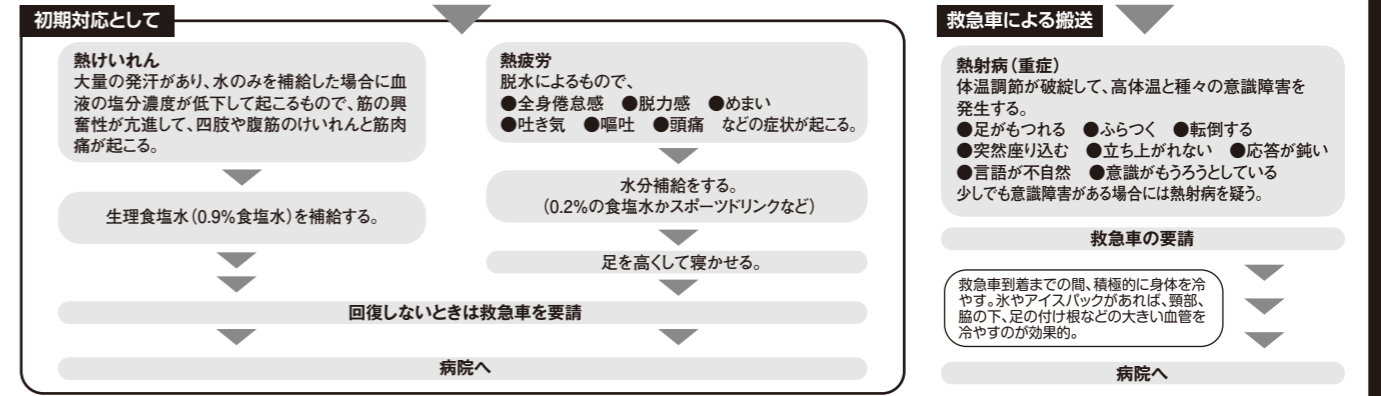 初期対応として
熱けいれん
大量の発汗があり、水のみを補給した場合に血
液の塩分濃度が低下して起こるもので、筋の興
奮性が亢進して、四肢や腹筋のけいれんと筋肉
痛が起こる。
生理食塩水（0.9%食塩水）を補給する。
熱疲労
脱水によるもので、
●全身倦怠感　●脱力感　●めまい
●吐き気　●嘔吐　●頭痛　などの症状が起こる。
水分補給をする。
（0.2%の食塩水かスポーツドリンクなど）
足を高くして寝かせる。
回復しないときは救急車を要請
病院へ
救急車による搬送
熱射病（重症）
体温調節が破綻して、高体温と種々の意識障害を
発生する。
●足がもつれる　●ふらつく　●転倒する
●突然座り込む　●立ち上がれない　●応答が鈍い
●言語が不自然　●意識がもうろうとしている
少しでも意識障害がある場合には熱射病を疑う。
救急車の要請
救急車到着までの間、積極的に身体を冷
やす。氷やアイスパックがあれば、頸部、
脇の下、足の付け根などの大きい血管を
冷やすのが効果的。
病院へ